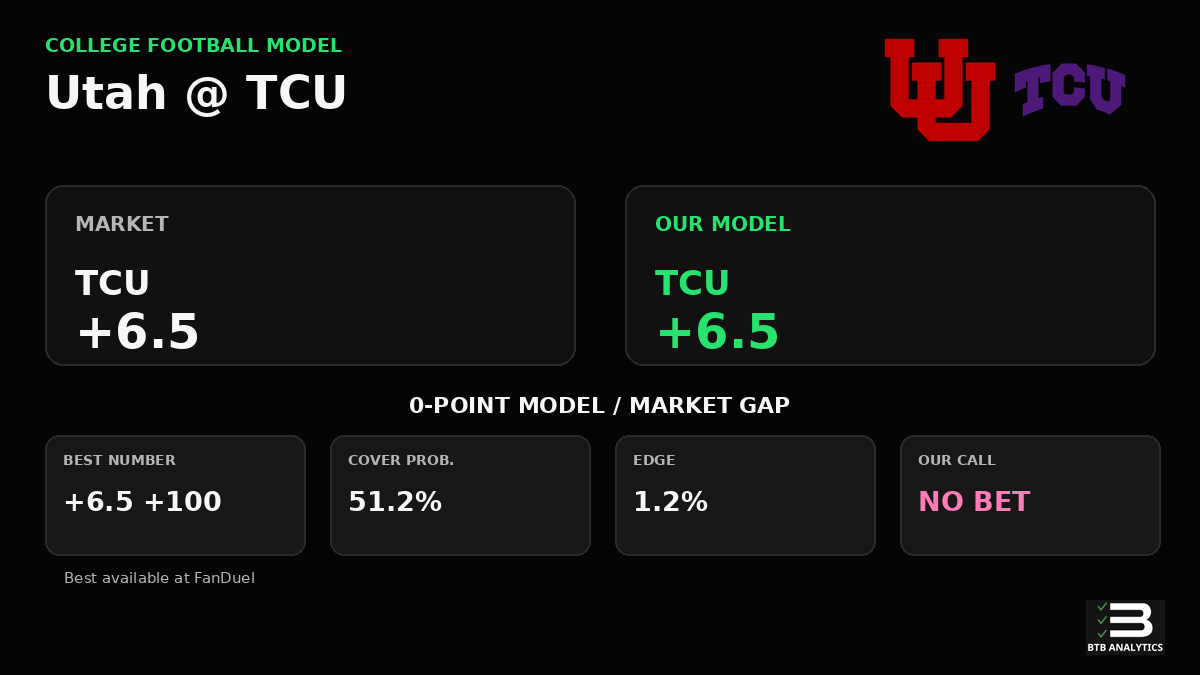 COLLEGE FOOTBALL MODEL
Utah @ TCU
UU
TCU
MARKET
TCU
+6.5
OUR MODEL
TCU
+6.5
0-POINT MODEL / MARKET GAP
BEST NUMBER
+6.5 +100
COVER PROB.
51.2%
EDGE
1.2%
OUR CALL
NO BET
Best available at FanDuel
B
BTB ANALYTICS